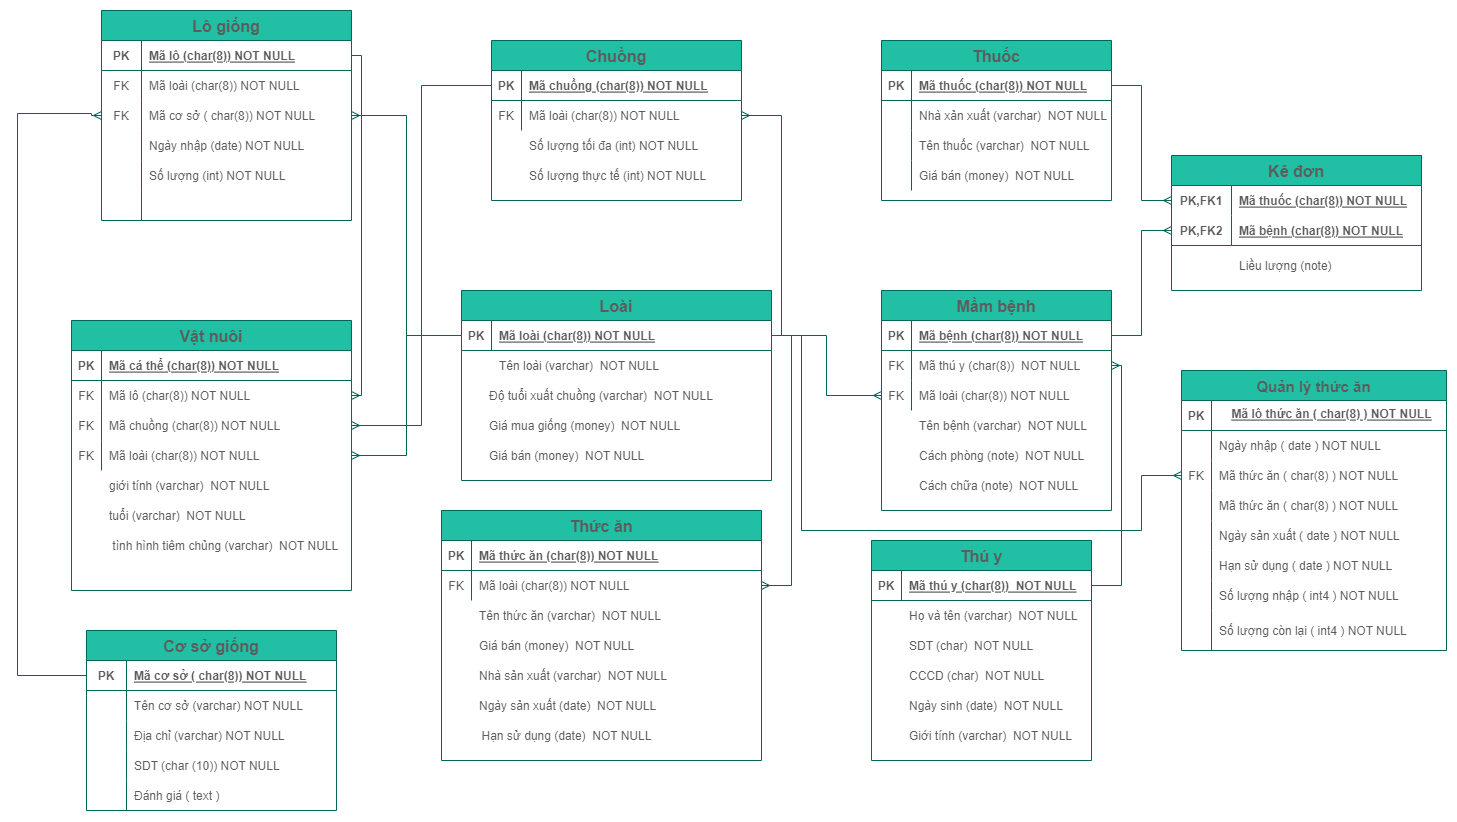 Lô giống
PK Mã lô (char(8)) NOT NULL
FK Mã loài (char(8)) NOT NULL
FK Mã cơ sở ( char(8)) NOT NULL
Ngày nhập (date) NOT NULL
Số lượng (int) NOT NULL
Chuồng
PK Mã chuồng (char(8)) NOT NULL
FK Mã loài (char(8)) NOT NULL
Số lượng tối đa (int) NOT NULL
Số lượng thực tế (int) NOT NULL
Thuốc
PK Mã thuốc (char(8)) NOT NULL
Nhà xản xuất (varchar) NOT NULL
Tên thuốc (varchar) NOT NULL
Giá bán (money) NOT NULL
Kê đơn
PK,FK1 Mã thuốc (char(8)) NOT NULL
PK,FK2 Mã bệnh (char(8)) NOT NULL
Liều lượng (note)
Vật nuôi
PK Mã cá thể (char(8)) NOT NULL
FK Mã lô (char(8)) NOT NULL
FK Mã chuồng (char(8)) NOT NULL
FK Mã loài (char(8)) NOT NULL
giới tính (varchar) NOT NULL
tuổi (varchar) NOT NULL
tình hình tiêm chủng (varchar) NOT NULL
Loài
PK Mã loài (char(8)) NOT NULL
Tên loài (varchar) NOT NULL
Độ tuổi xuất chuồng (varchar) NOT NULL
Giá mua giống (money) NOT NULL
Giá bán (money) NOT NULL
Mầm bệnh
PK Mã bệnh (char(8)) NOT NULL
FK Mã thú y (char(8)) NOT NULL
FK Mã loài (char(8)) NOT NULL
Tên bệnh (varchar) NOT NULL
Cách phòng (note) NOT NULL
Cách chữa (note) NOT NULL
Quản lý thức ăn
PK Mã lô thức ăn ( char(8) ) NOT NULL
Ngày nhập ( date ) NOT NULL
FK Mã thức ăn ( char(8) ) NOT NULL
Mã thức ăn ( char(8) ) NOT NULL
Ngày sản xuất ( date ) NOT NULL
Hạn sử dụng ( date ) NOT NULL
Số lượng nhập ( int4 ) NOT NULL
Số lượng còn lại ( int4 ) NOT NULL
Cơ sở giống
PK Mã cơ sở ( char(8)) NOT NULL
Tên cơ sở (varchar) NOT NULL
Địa chỉ (varchar) NOT NULL
SDT (char (10)) NOT NULL
Đánh giá ( text )
Thức ăn
PK Mã thức ăn (char(8)) NOT NULL
FK Mã loài (char(8)) NOT NULL
Tên thức ăn (varchar) NOT NULL
Giá bán (money) NOT NULL
Nhà sản xuất (varchar) NOT NULL
Ngày sản xuất (date) NOT NULL
Hạn sử dụng (date) NOT NULL
Thú y
PK Mã thú y (char(8)) NOT NULL
Họ và tên (varchar) NOT NULL
SDT (char) NOT NULL
CCCD (char) NOT NULL
Ngày sinh (date) NOT NULL
Giới tính (varchar) NOT NULL